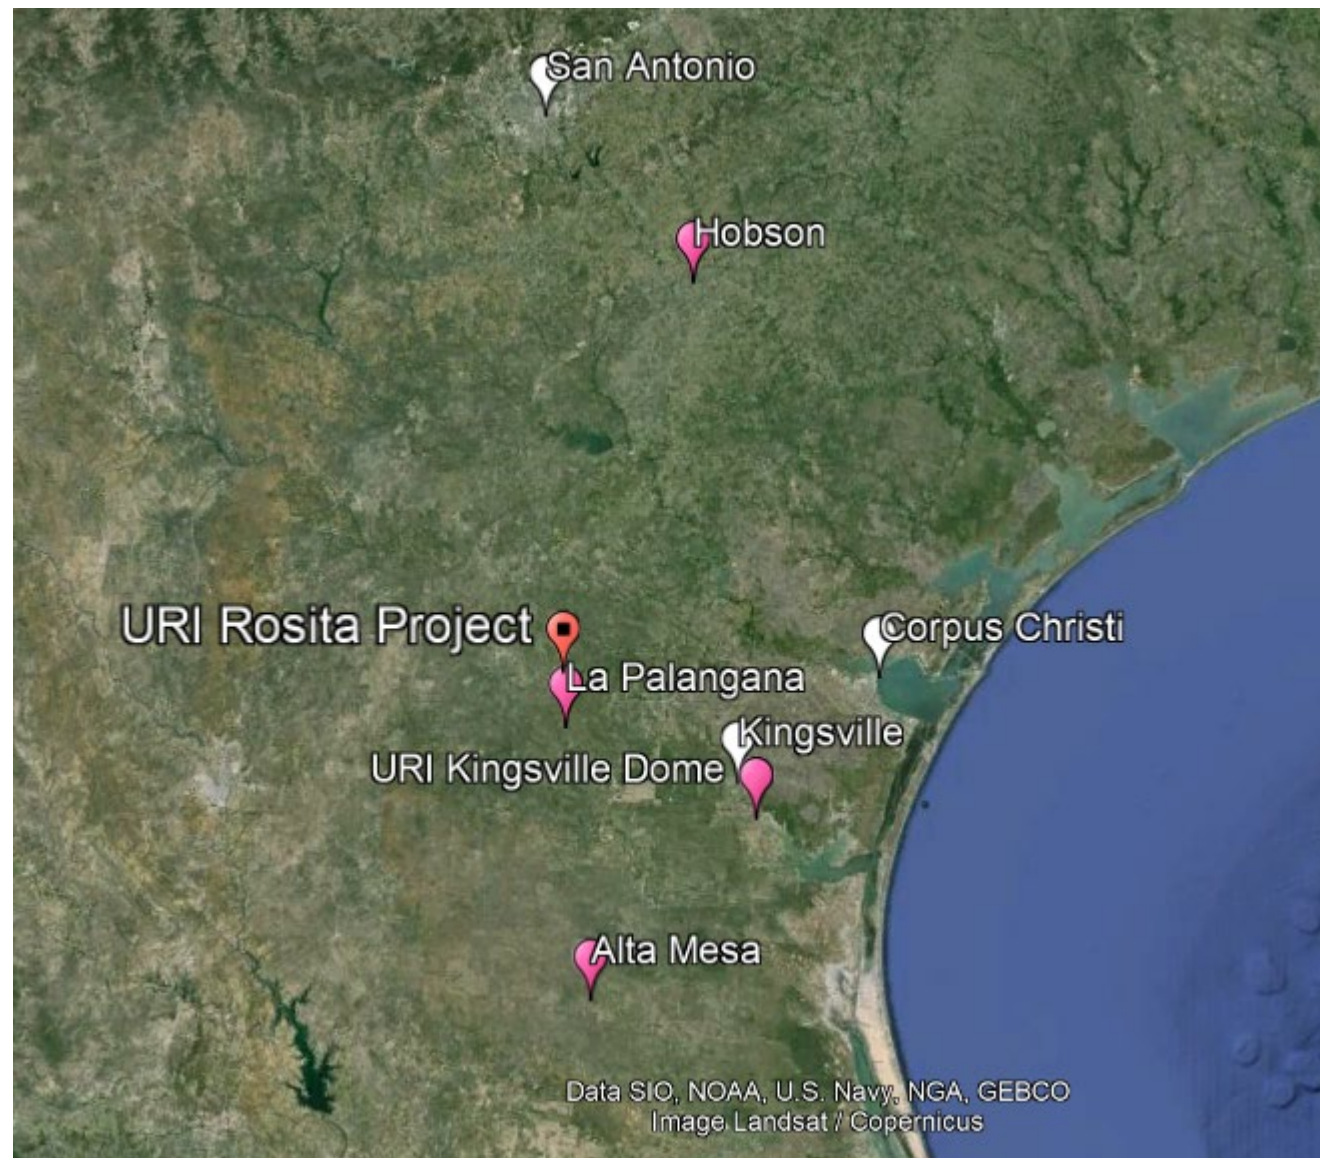 San Antonio
Hobson
URI Rosita Project
Corpus Christi
La Palangana
Kingsville
URI Kingsville Dome
Alta Mesa
Data SIO, NOAA, U.S. Navy, NGA, GEBCO
Image Landsat / Copernicus